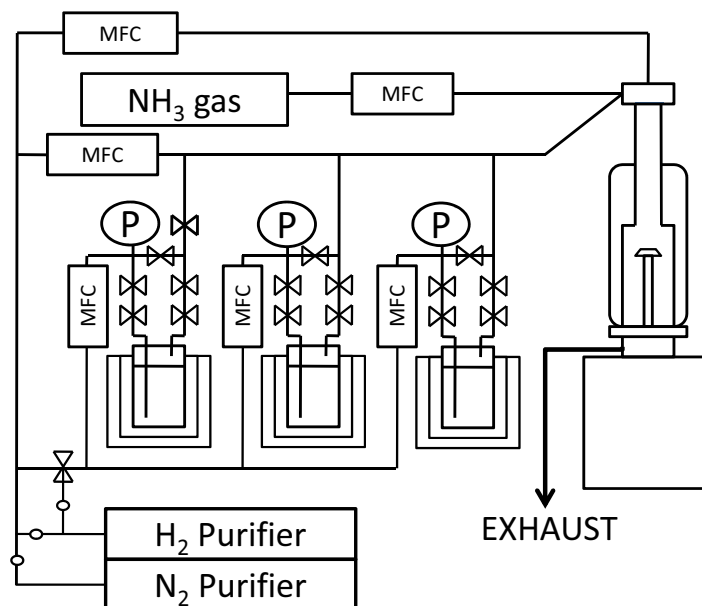 MFC
NH₃ gas
MFC
MFC
P
P
P
MFC
MFC
MFC
EXHAUST
H₂ Purifier
N₂ Purifier